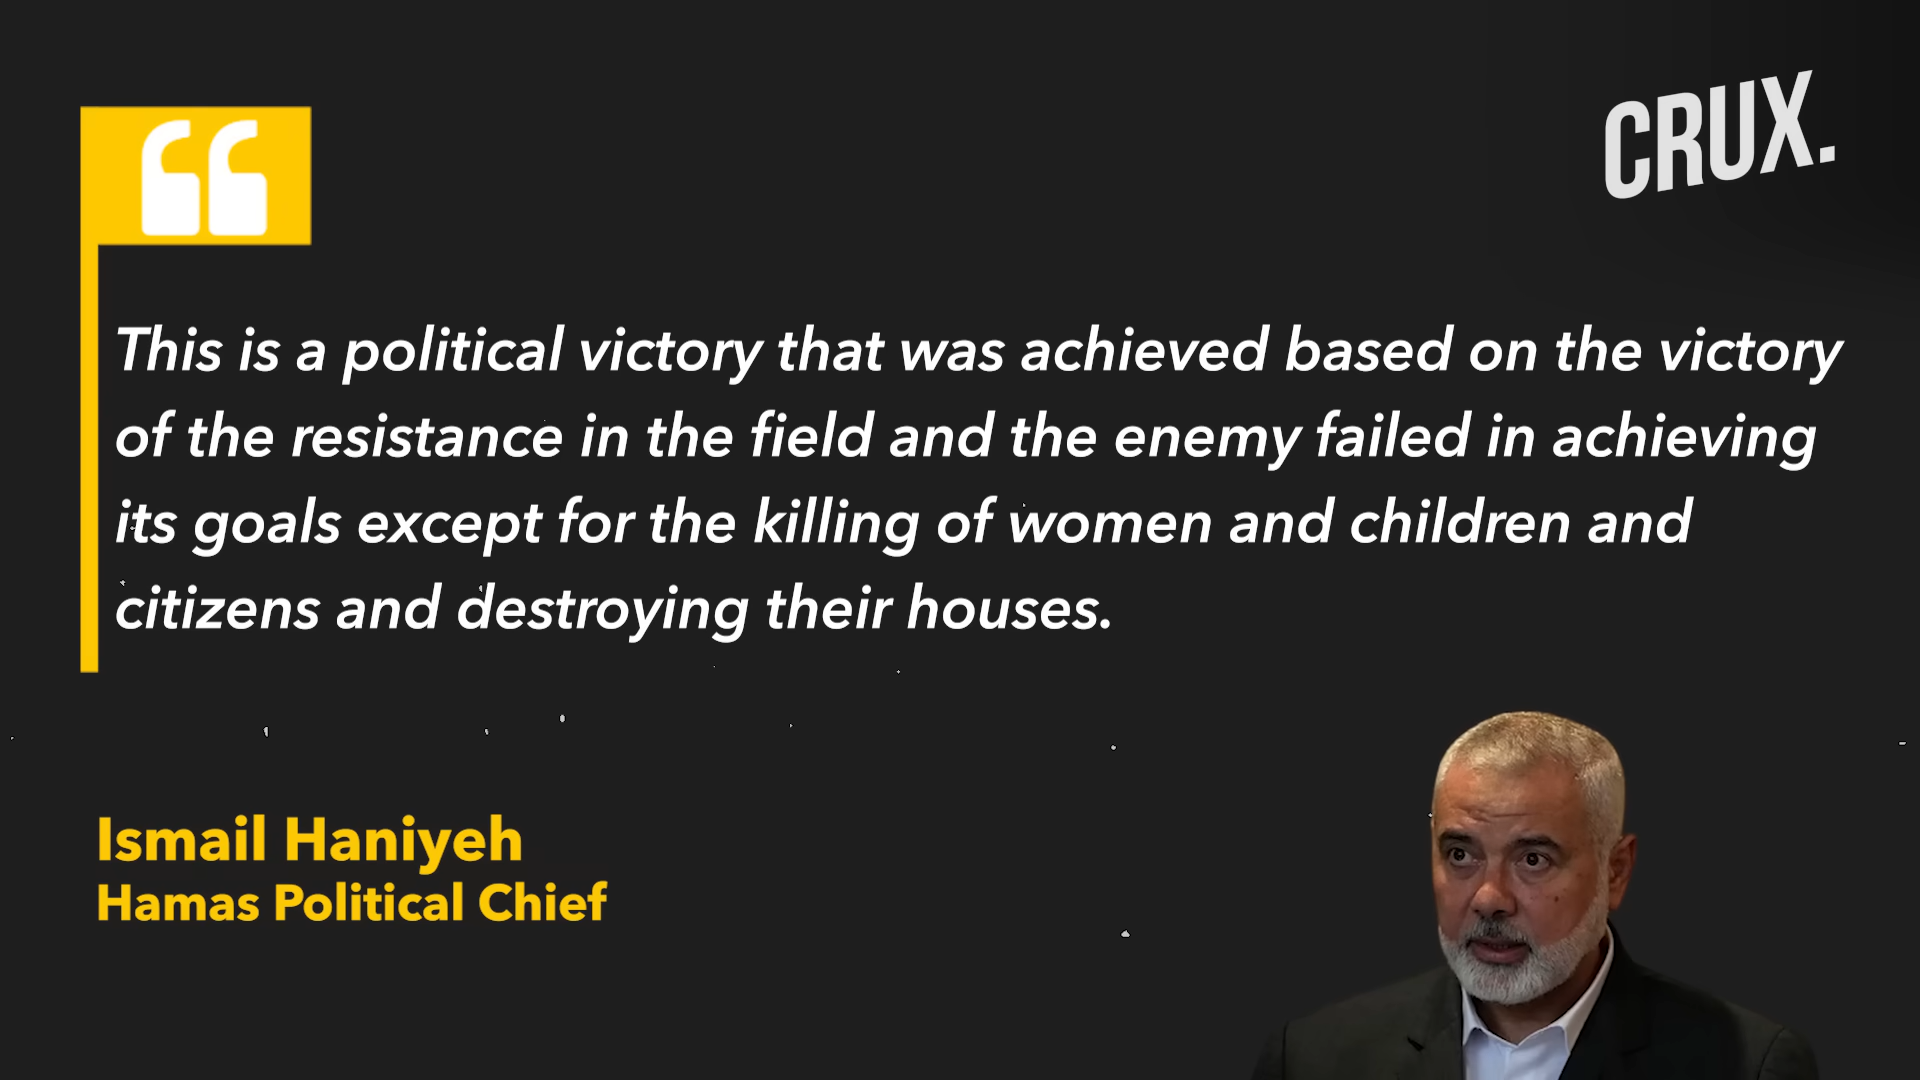 CRUX.
This is a political victory that was achieved based on the victory
of the resistance in the field and the enemy failed in achieving
its goals except for the killing of women and children and
citizens and destroying their houses.
Ismail Haniyeh
Hamas Political Chief